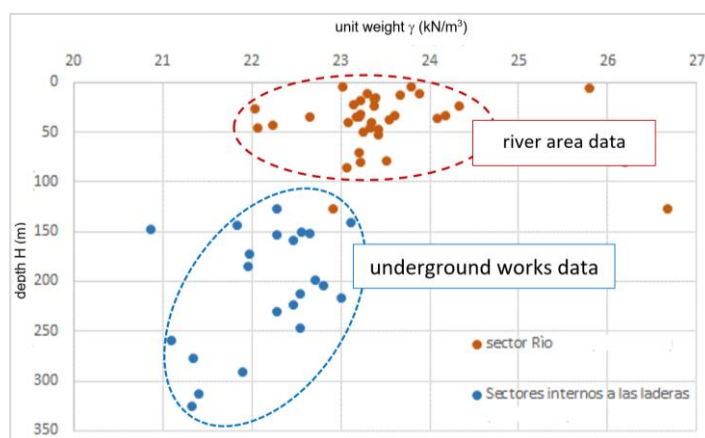 unit weight γ (kN/m³)
20 21 22 23 24 25 26 27
0
50
100
150
200
250
300
350
depth H (m)
river area data
underground works data
sector Rìo
Sectores internos a las laderas